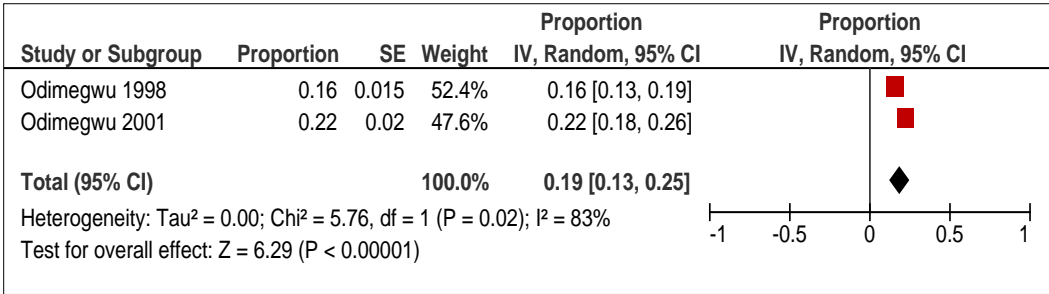 Proportion Proportion
Study or Subgroup Proportion SE Weight IV, Random, 95% CI IV, Random, 95% CI
Odimegwu 1998 0.16 0.015 52.4% 0.16 [0.13, 0.19]
Odimegwu 2001 0.22 0.02 47.6% 0.22 [0.18, 0.26]
Total (95% CI) 100.0% 0.19 [0.13, 0.25]
Heterogeneity: Tau² = 0.00; Chi² = 5.76, df = 1 (P = 0.02); I² = 83%
Test for overall effect: Z = 6.29 (P < 0.00001)
-1 -0.5 0 0.5 1